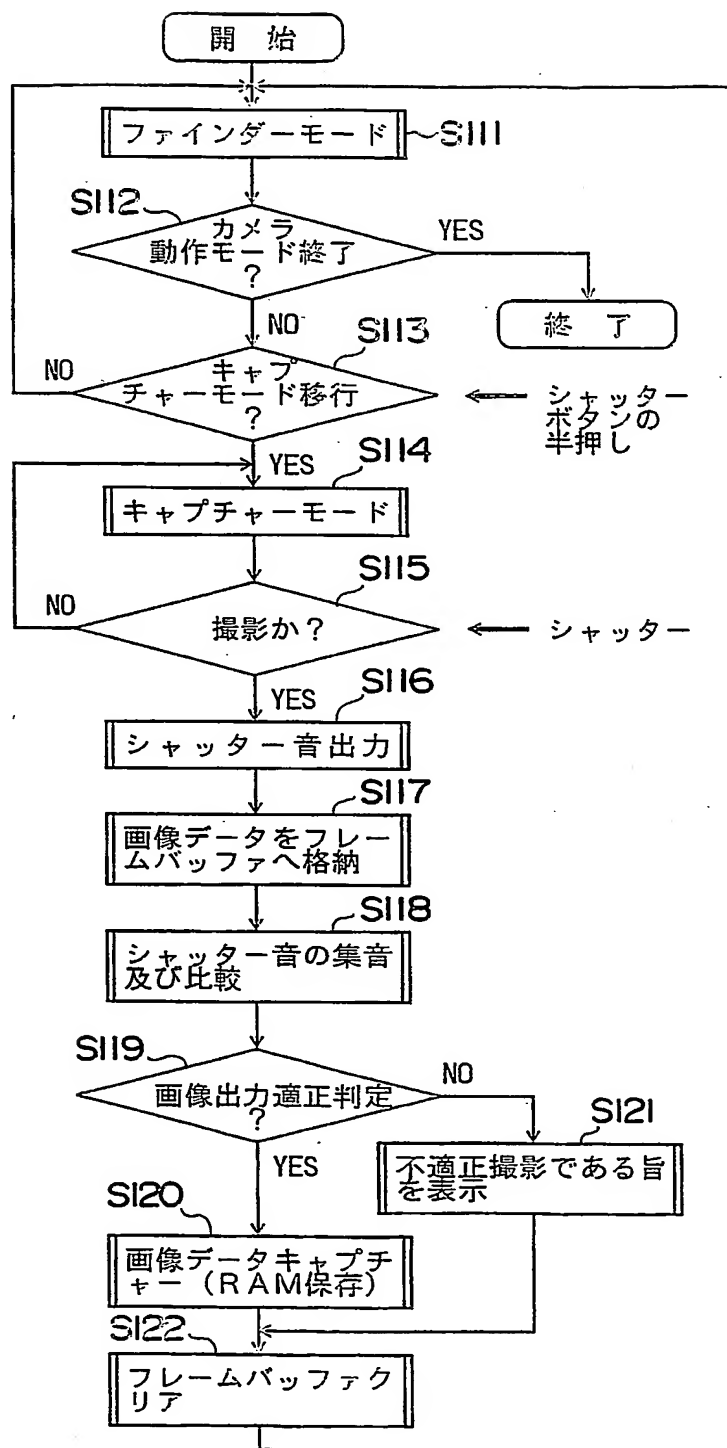 開 始
ファインダーモード
S111
S112
カメラ
動作モード終了
?
YES
終 了
NO
S113
キャプ
チャーモード移行
?
NO
シャッター
ボタンの
半押し
YES
S114
キャプチャーモード
S115
撮影か?
NO
シャッター
YES
S116
シャッター音出力
S117
画像データをフレー
ムバッファへ格納
S118
シャッター音の集音
及び比較
S119
画像出力適正判定
?
NO
S121
不適正撮影である旨
を表示
YES
S120
画像データキャプチ
ャー(RAM保存)
S122
フレームバッファク
リア